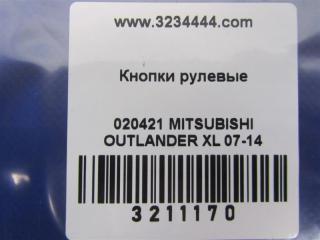 www.3234444.com
Кнопки рулевые
020421 MITSUBISHI
OUTLANDER XL 07-14
3211170